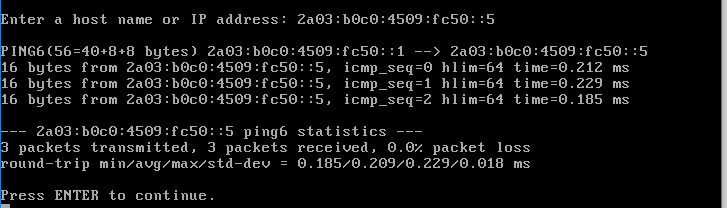 Enter a host name or IP address: 2a03:b0c0:4509:fc50::5
PING6(56=40+8+8 bytes) 2a03:b0c0:4509:fc50::1 --> 2a03:b0c0:4509:fc50::5
16 bytes from 2a03:b0c0:4509:fc50::5, icmp_seq=0 hlim=64 time=0.212 ms
16 bytes from 2a03:b0c0:4509:fc50::5, icmp_seq=1 hlim=64 time=0.229 ms
16 bytes from 2a03:b0c0:4509:fc50::5, icmp_seq=2 hlim=64 time=0.185 ms
--- 2a03:b0c0:4509:fc50::5 ping6 statistics ---
3 packets transmitted, 3 packets received, 0.0% packet loss
round-trip min/avg/max/std-dev = 0.185/0.209/0.229/0.018 ms
Press ENTER to continue.